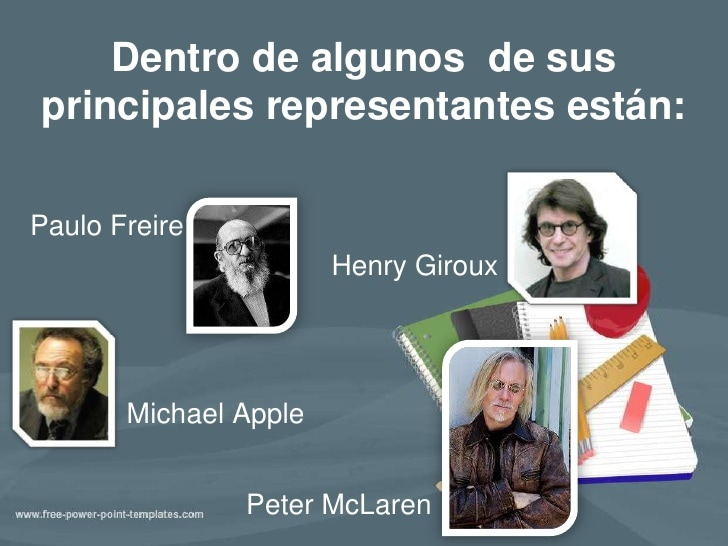 Dentro de algunos de sus
principales representantes están:
Paulo Freire
Henry Giroux
Michael Apple
Peter McLaren
www.free-power-point-templates.com